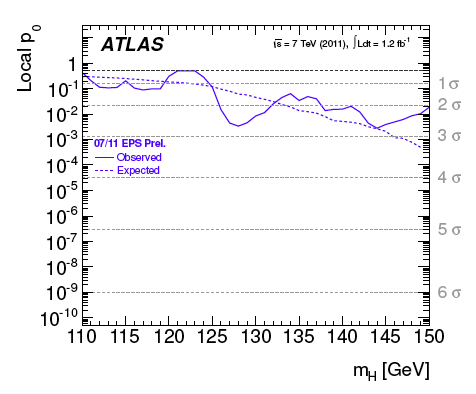 Local p₀
ATLAS
√s = 7 TeV (2011), ∫Ldt = 1.2 fb⁻¹
1
10⁻¹
10⁻²
10⁻³
10⁻⁴
10⁻⁵
10⁻⁶
10⁻⁷
10⁻⁸
10⁻⁹
10⁻¹⁰
1 σ
2 σ
3 σ
4 σ
5 σ
6 σ
07/11 EPS Prel.
Observed
Expected
110 115 120 125 130 135 140 145 150
m_H [GeV]